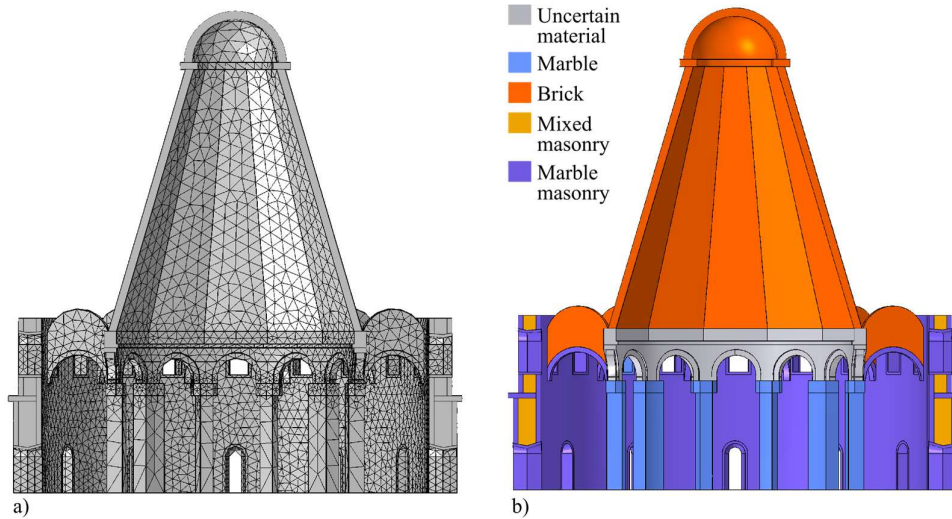 Uncertain
material
Marble
Brick
Mixed
masonry
Marble
masonry
a)
b)